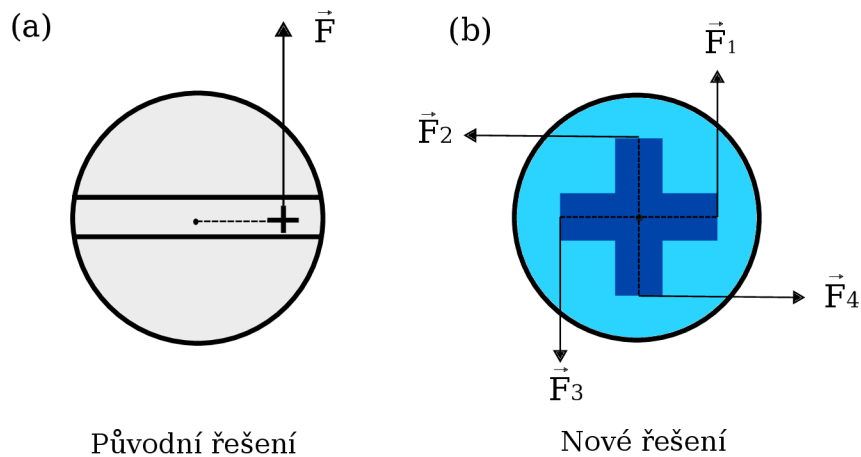 (a)
F⃗
Původní řešení
(b)
F⃗1
F⃗2
F⃗3
F⃗4
Nové řešení